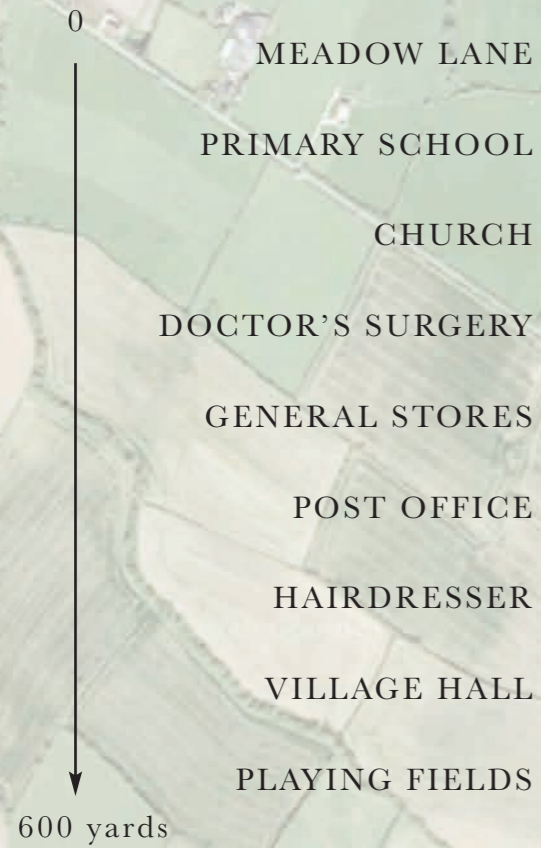 0
MEADOW LANE
PRIMARY SCHOOL
CHURCH
DOCTOR’S SURGERY
GENERAL STORES
POST OFFICE
HAIRDRESSER
VILLAGE HALL
PLAYING FIELDS
600 yards